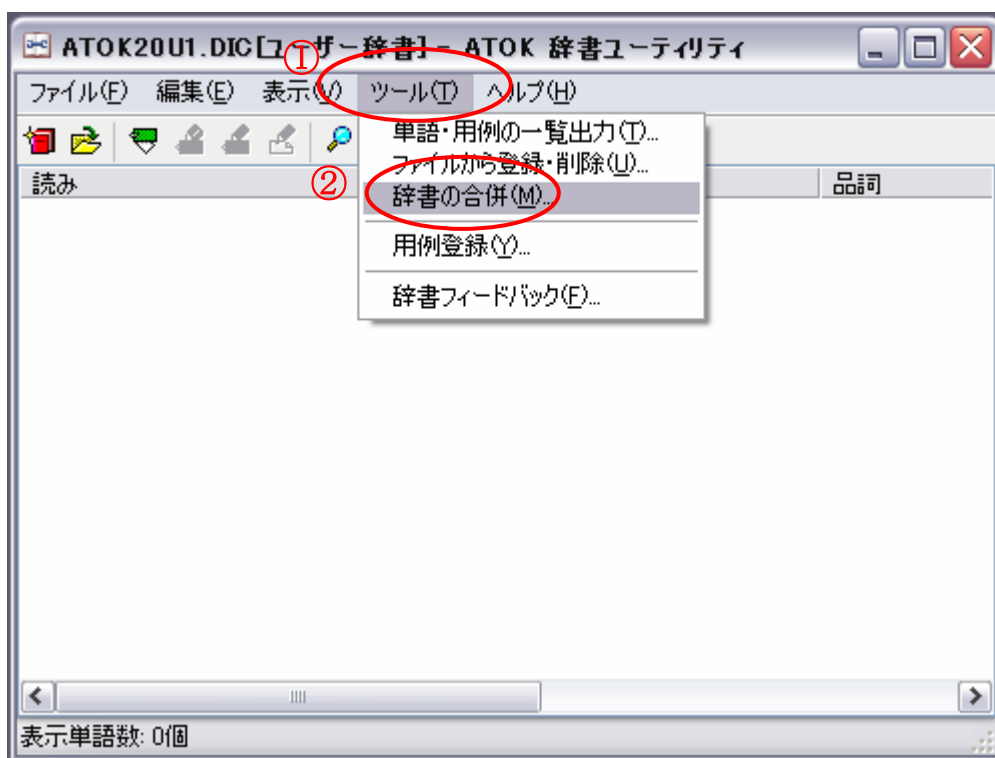 ATOK20U1.DIC[ユーザー辞書] - ATOK 辞書ユーティリティ
①
ファイル(F) 編集(E) 表示(V) ツール(T) ヘルプ(H)
単語・用例の一覧出力(T)...
ファイルから登録・削除(U)...
読み
②
辞書の合併(M)...
品詞
用例登録(Y)...
辞書フィードバック(F)...
表示単語数: 0個